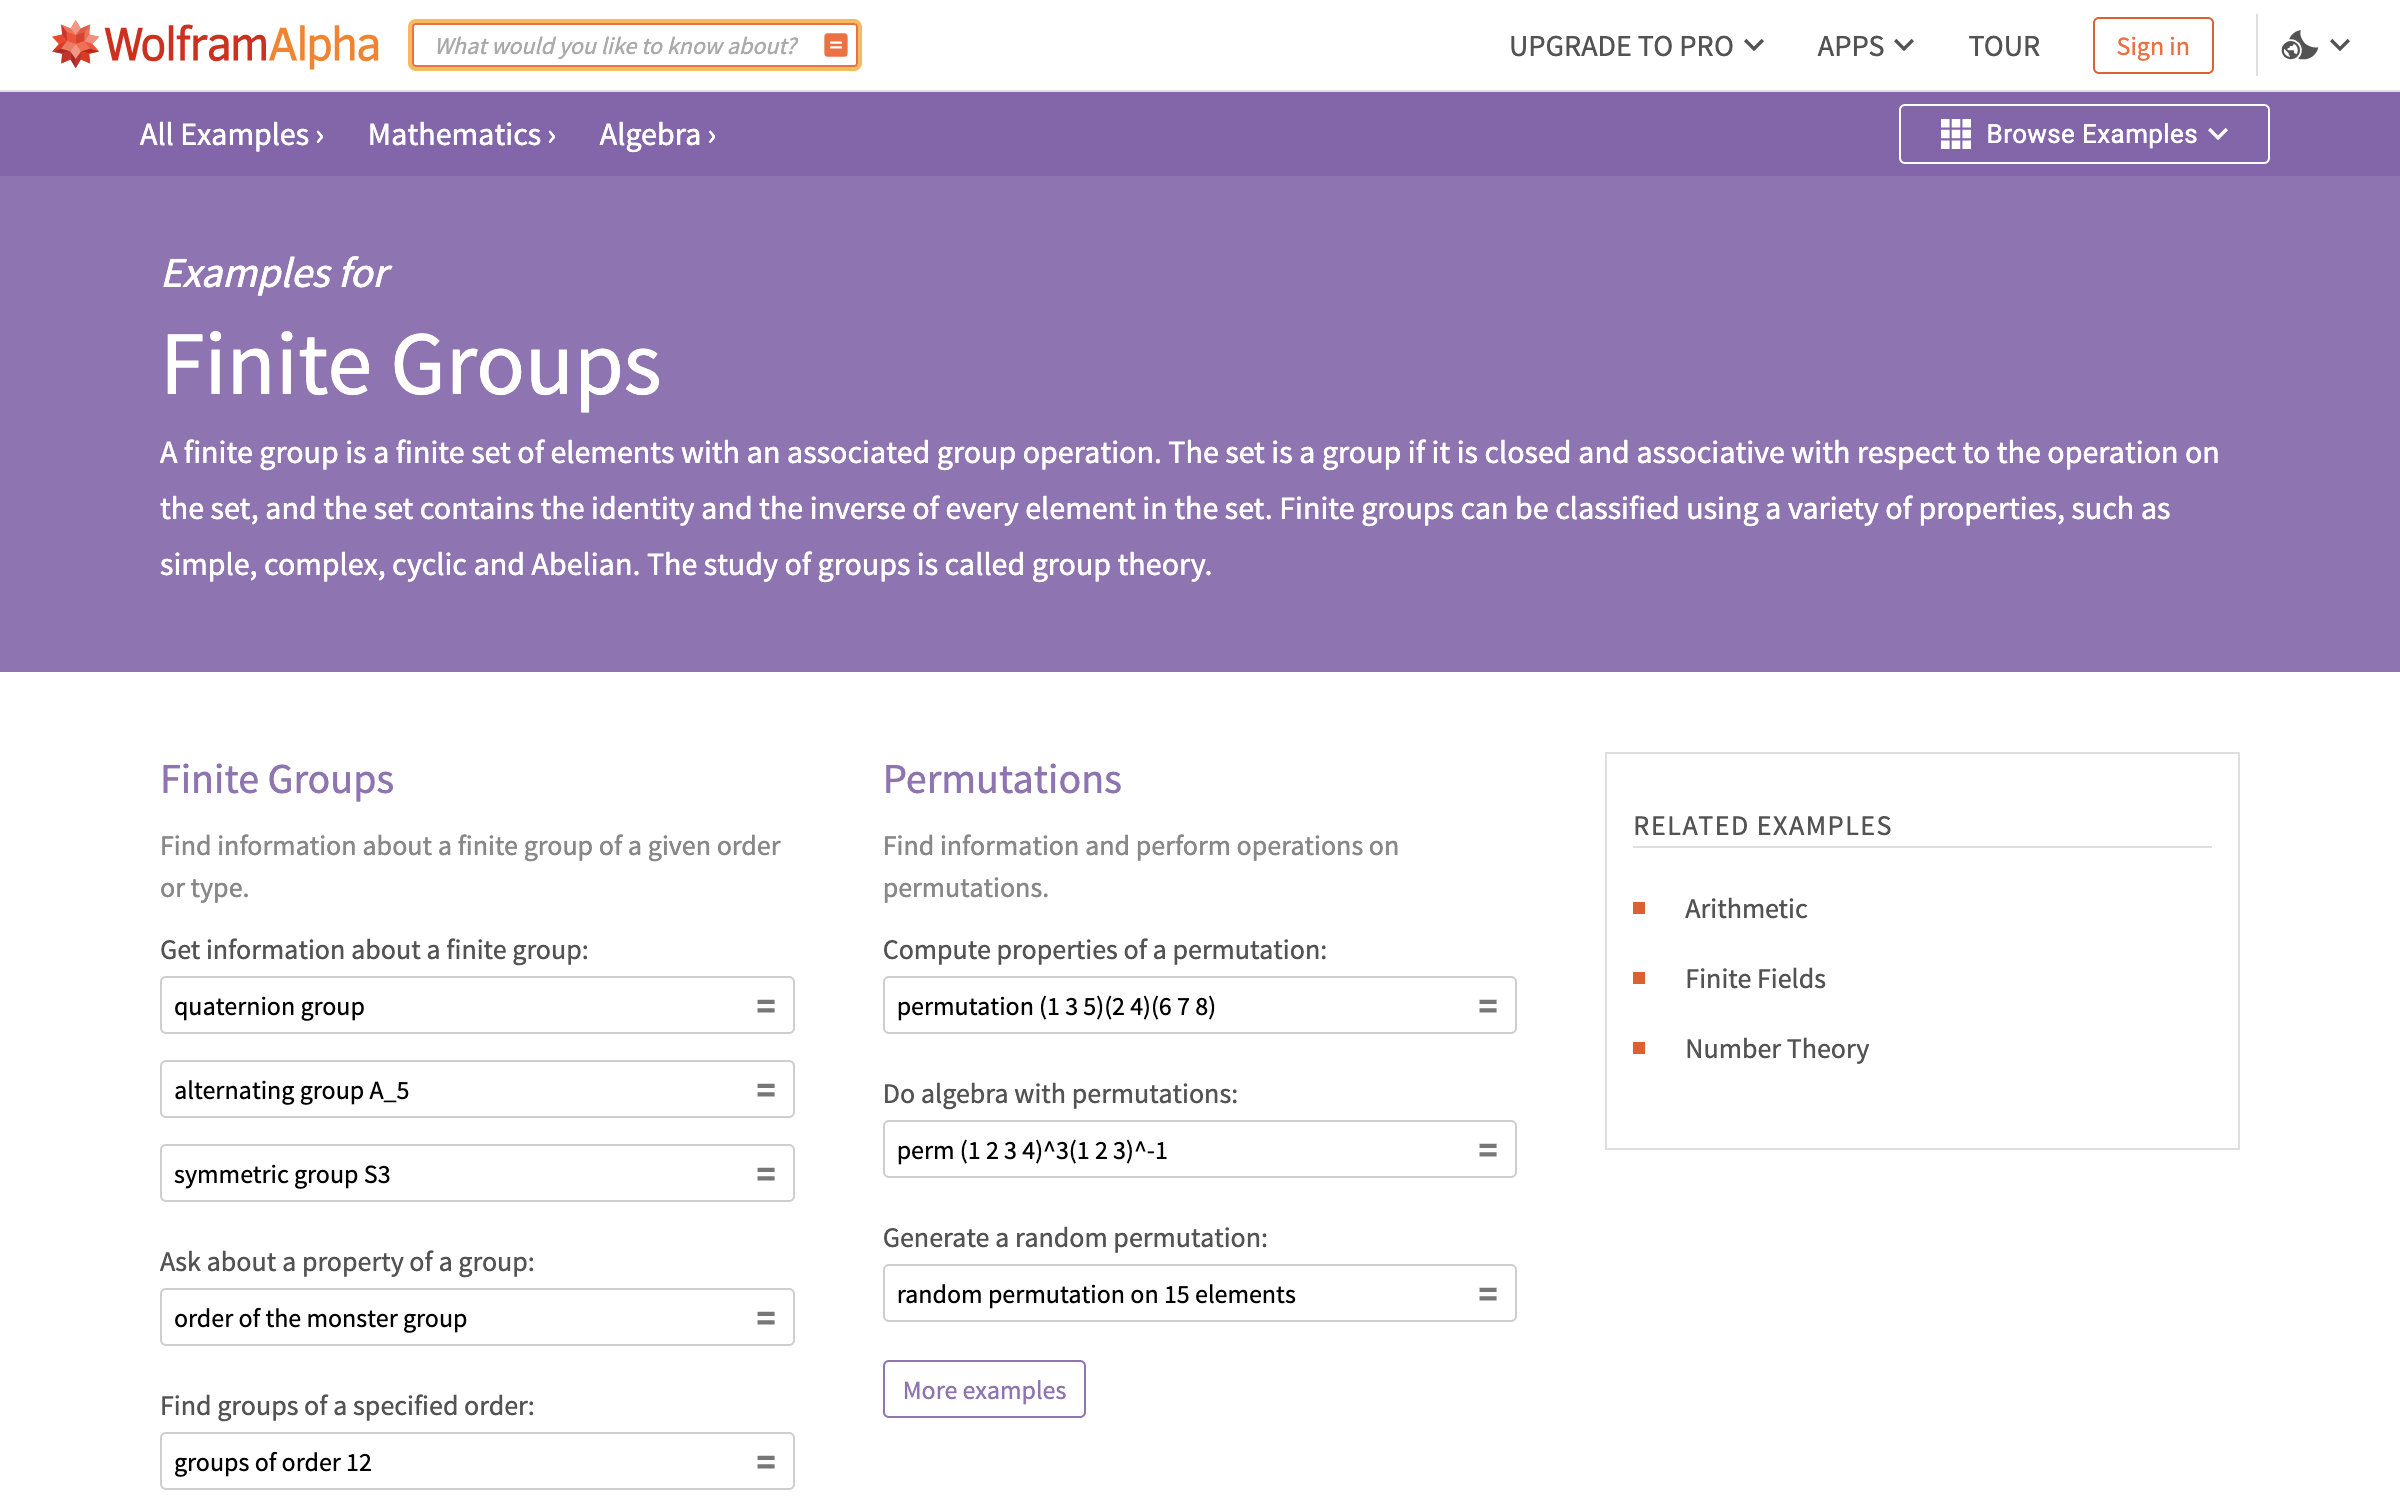 WolframAlpha
What would you like to know about?
UPGRADE TO PRO
APPS
TOUR
Sign in
All Examples ›
Mathematics ›
Algebra ›
Browse Examples
Examples for
Finite Groups
A finite group is a finite set of elements with an associated group operation. The set is a group if it is closed and associative with respect to the operation on
the set, and the set contains the identity and the inverse of every element in the set. Finite groups can be classified using a variety of properties, such as
simple, complex, cyclic and Abelian. The study of groups is called group theory.
Finite Groups
Find information about a finite group of a given order
or type.
Get information about a finite group:
quaternion group
alternating group A_5
symmetric group S3
Ask about a property of a group:
order of the monster group
Find groups of a specified order:
groups of order 12
Permutations
Find information and perform operations on
permutations.
Compute properties of a permutation:
permutation (1 3 5)(2 4)(6 7 8)
Do algebra with permutations:
perm (1 2 3 4)^3(1 2 3)^-1
Generate a random permutation:
random permutation on 15 elements
More examples
RELATED EXAMPLES
Arithmetic
Finite Fields
Number Theory